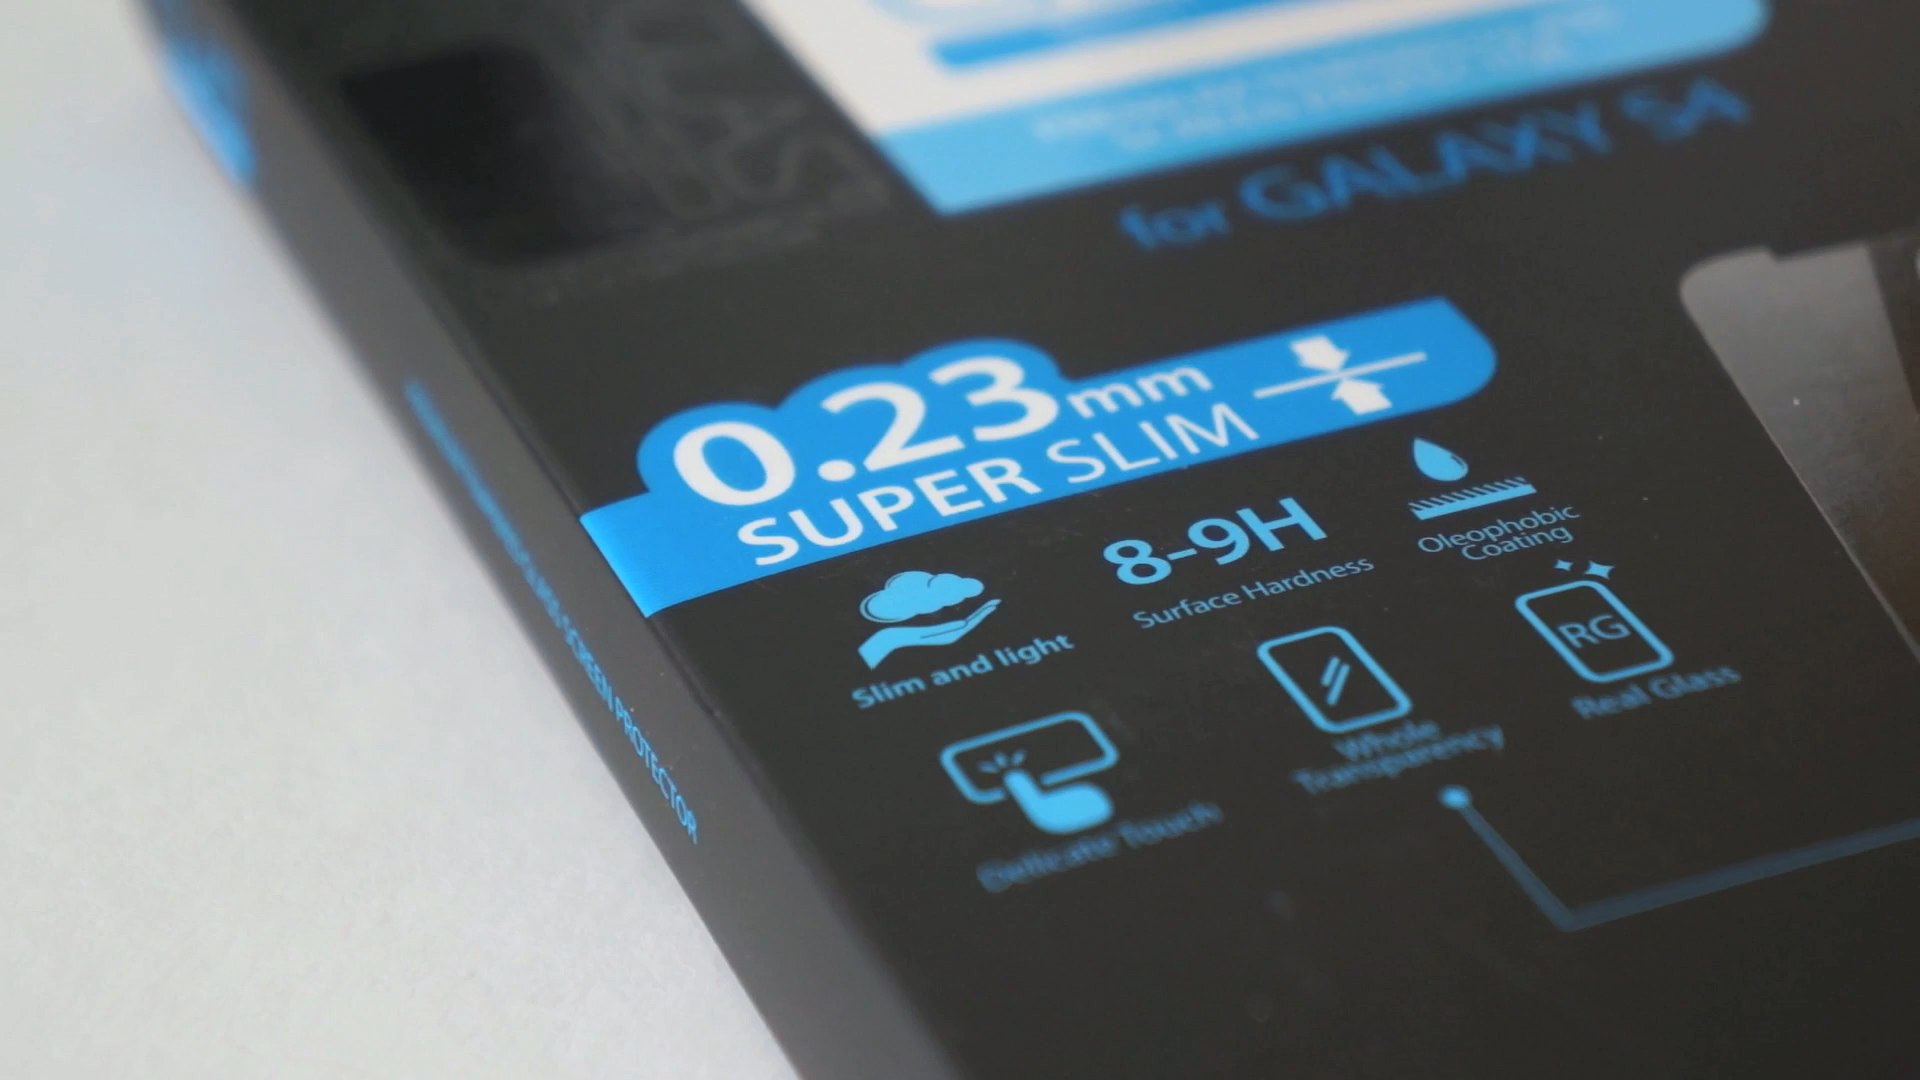 for GALAXY S4
0.23mm
SUPER SLIM
Slim and light
8-9H
Surface Hardness
Oleophobic
Coating
Delicate Touch
Whole
Transparency
RG
Real Glass
GLASS SCREEN PROTECTOR